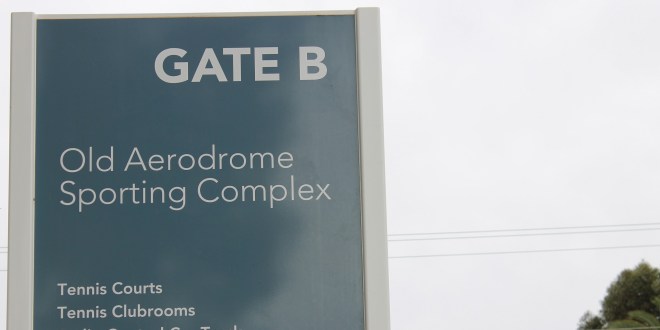 GATE B
Old Aerodrome
Sporting Complex
Tennis Courts
Tennis Clubrooms